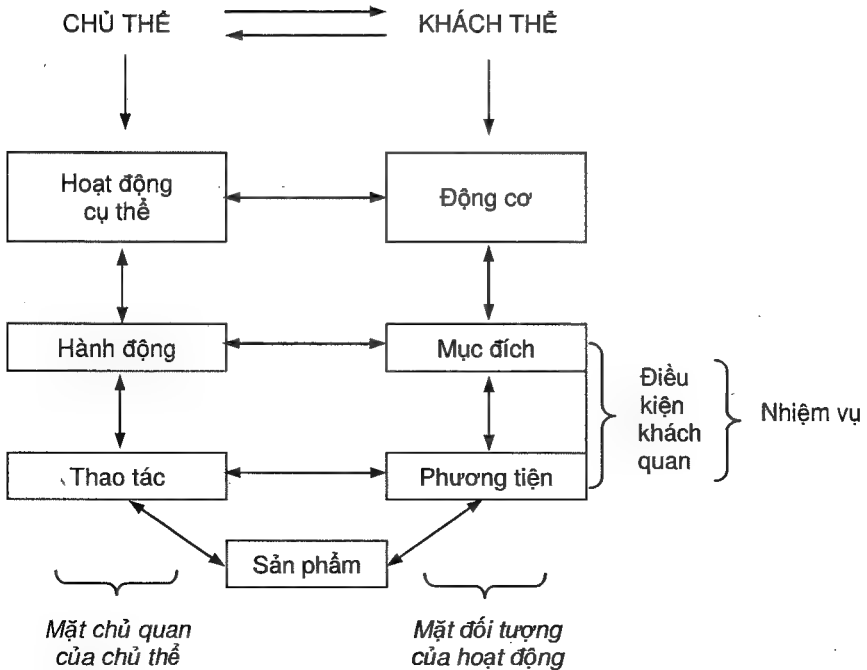 CHỦ THỂ
KHÁCH THỂ
Hoạt động
cụ thể
Động cơ
Hành động
Mục đích
Điều
kiện
khách
quan
Nhiệm vụ
Thao tác
Phương tiện
Sản phẩm
Mặt chủ quan
của chủ thể
Mặt đối tượng
của hoạt động